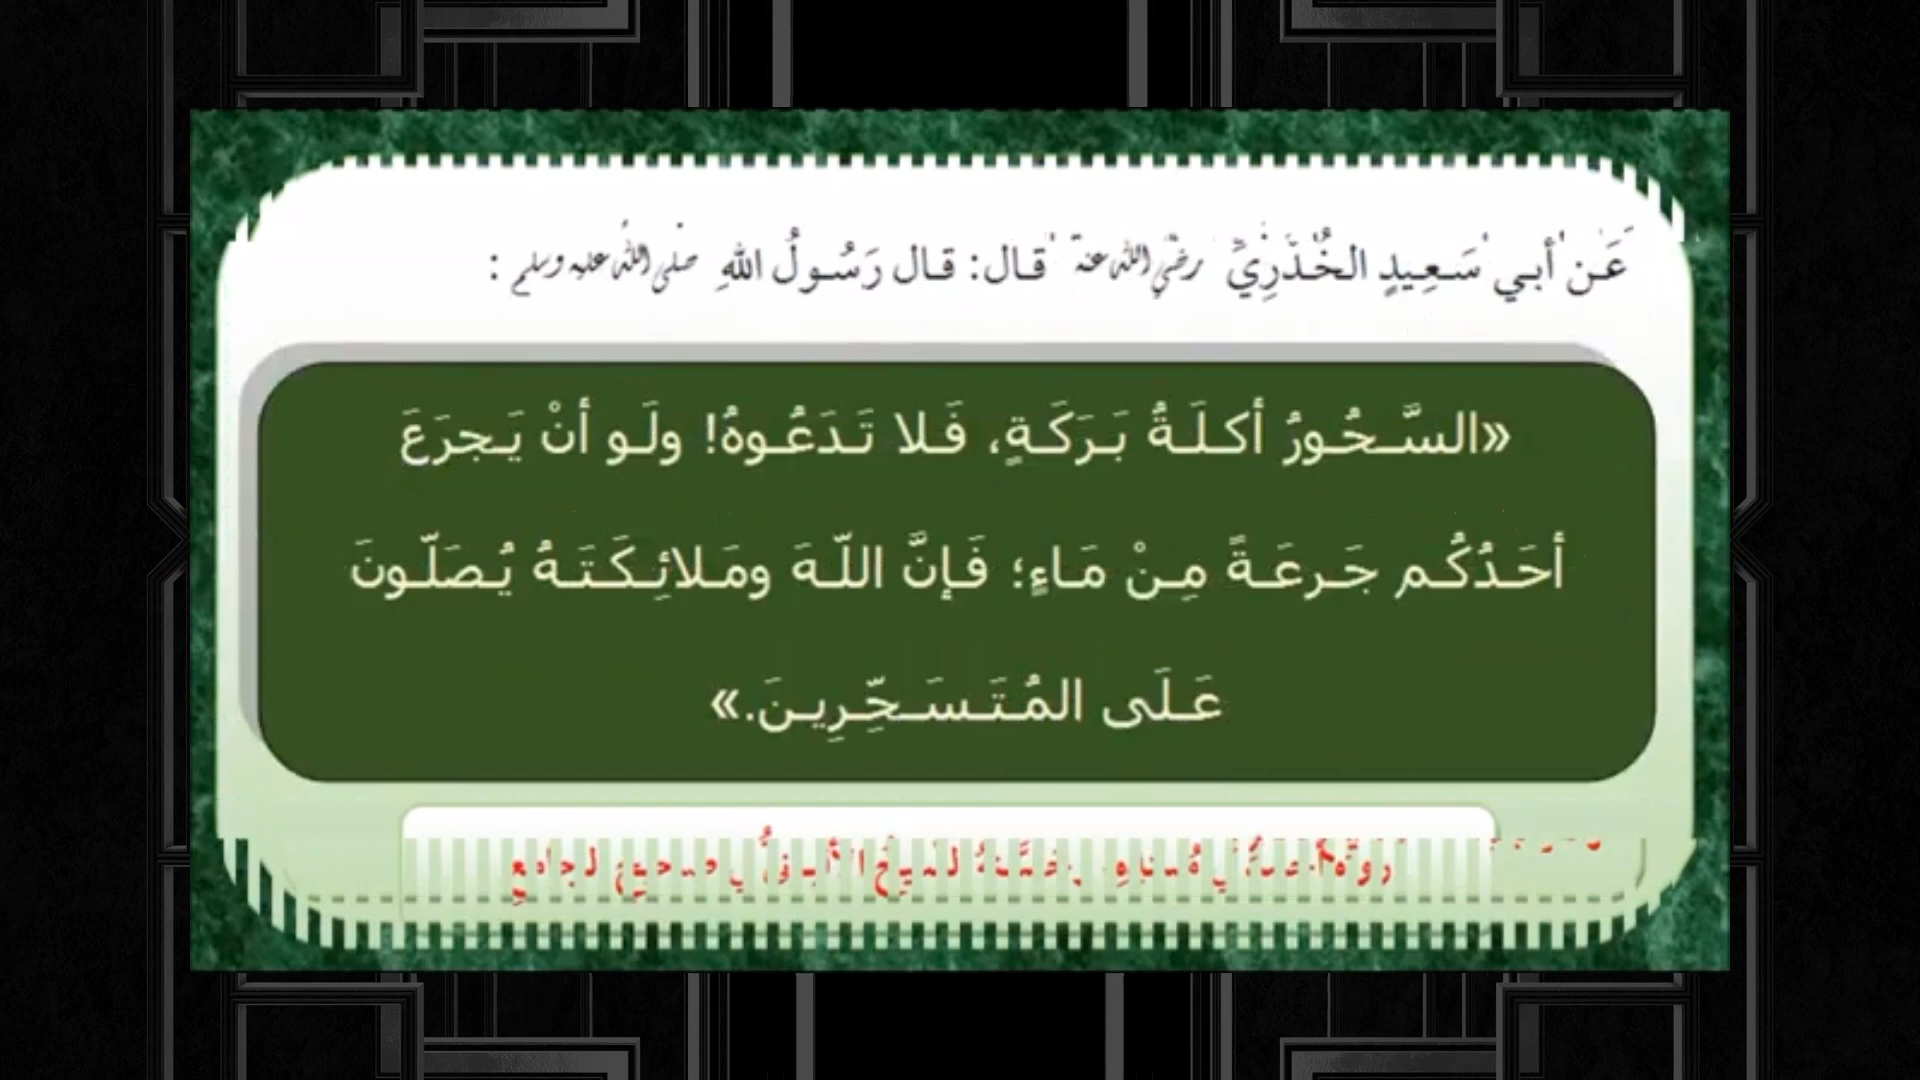 عَن أبي سَعِيدٍ الخُدْرِيِّ رضي الله عنه قال: قال رَسُولُ اللهِ صلى الله عليه وسلم :
«السَّحُورُ أكلَةُ بَرَكَةٍ، فَلا تَدَعُوهُ! ولَو أنْ يَجرَعَ
أحَدُكُم جَرعَةً مِنْ مَاءٍ؛ فَإنَّ اللّهَ ومَلائِكَتَهُ يُصَلّونَ
عَلَى المُتَسَحِّرِينَ.»